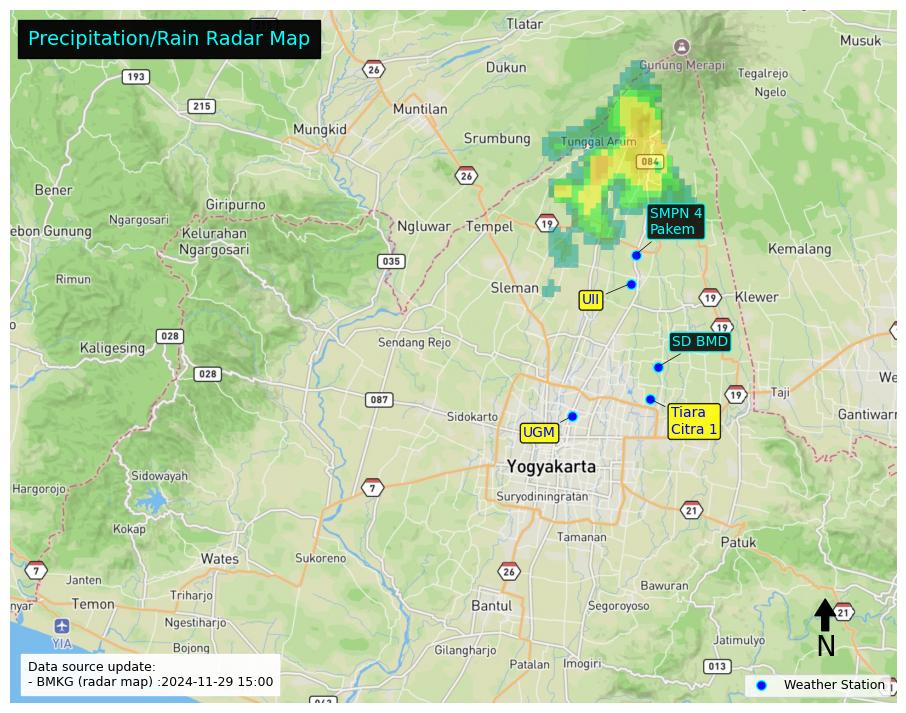 Precipitation/Rain Radar Map
Tlatar
Musuk
Gunung Merapi
Dukun
Tegalrejo
Ngelo
26
193
215
Muntilan
Mungkid
Srumbung
Tunggal Arum
084
26
Bener
Giripurno
Ngargosari
ebon Gunung
Kelurahan
Ngargosari
Ngluwar
Tempel
19
SMPN 4
Pakem
Kemalang
035
Rimun
Sleman
UII
19
Klewer
19
028
Kaligesing
Sendang Rejo
SD BMD
028
087
Sidokarto
19
Taji
We
Gantiwarn
Tiara
Citra 1
UGM
Yogyakarta
Sidowayah
Hargorojo
7
Suryodiningratan
21
Kokap
Tamanan
Patuk
Wates
Sukoreno
7
Janten
26
Bawuran
nyar
Temon
Triharjo
Bantul
Segoroyoso
21
Ngestiharjo
YIA
Bojong
Gilangharjo
Jatimulyo
N
Patalan
Imogiri
013
Data source update:
- BMKG (radar map) :2024-11-29 15:00
Weather Station